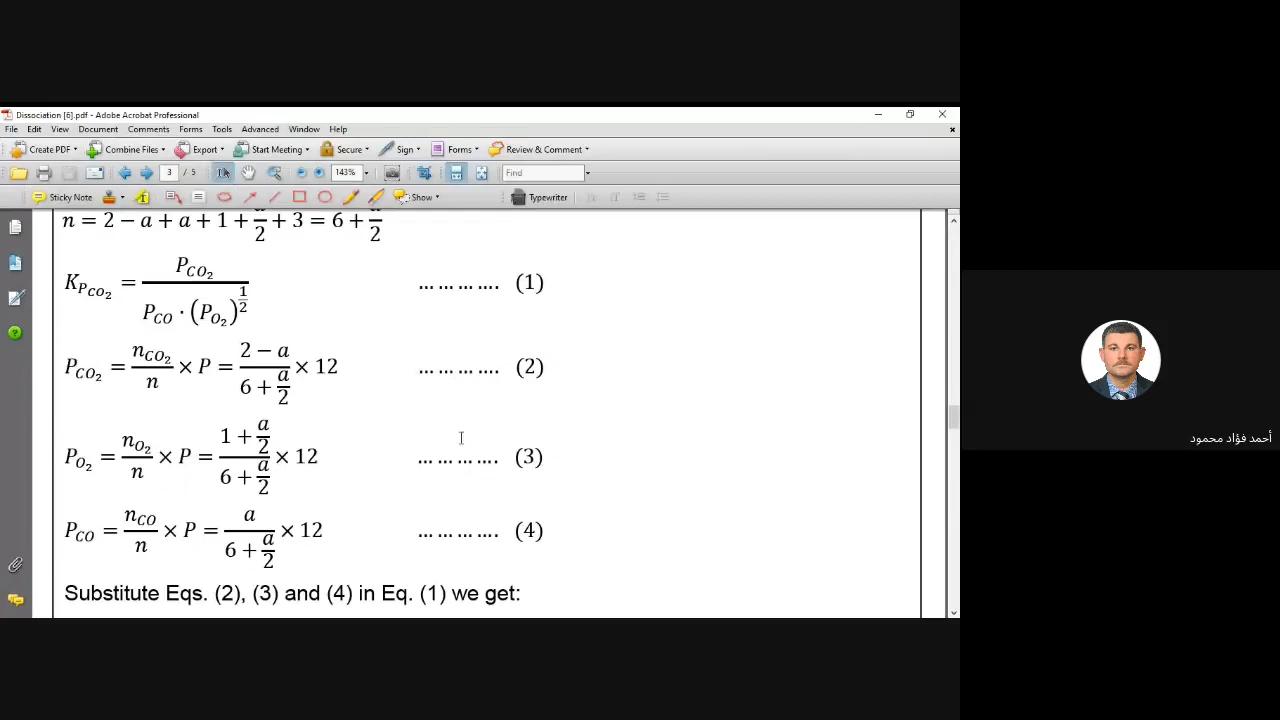 Dissociation [6].pdf - Adobe Acrobat Professional
File Edit View Document Comments Forms Tools Advanced Window Help
Create PDF Combine Files Export Start Meeting Secure Sign Forms Review & Comment
3 / 5 143% Find
Sticky Note Show Typewriter
n = 2 − a + a + 1 + a/2 + 3 = 6 + a/2
K_{P_{CO_2}} = P_{CO_2} / (P_{CO} · (P_{O_2})^{1/2}) … … … …. (1)
P_{CO_2} = n_{CO_2}/n × P = (2 − a)/(6 + a/2) × 12 … … … …. (2)
P_{O_2} = n_{O_2}/n × P = (1 + a/2)/(6 + a/2) × 12 … … … …. (3)
P_{CO} = n_{CO}/n × P = a/(6 + a/2) × 12 … … … …. (4)
Substitute Eqs. (2), (3) and (4) in Eq. (1) we get:
أحمد فؤاد محمود